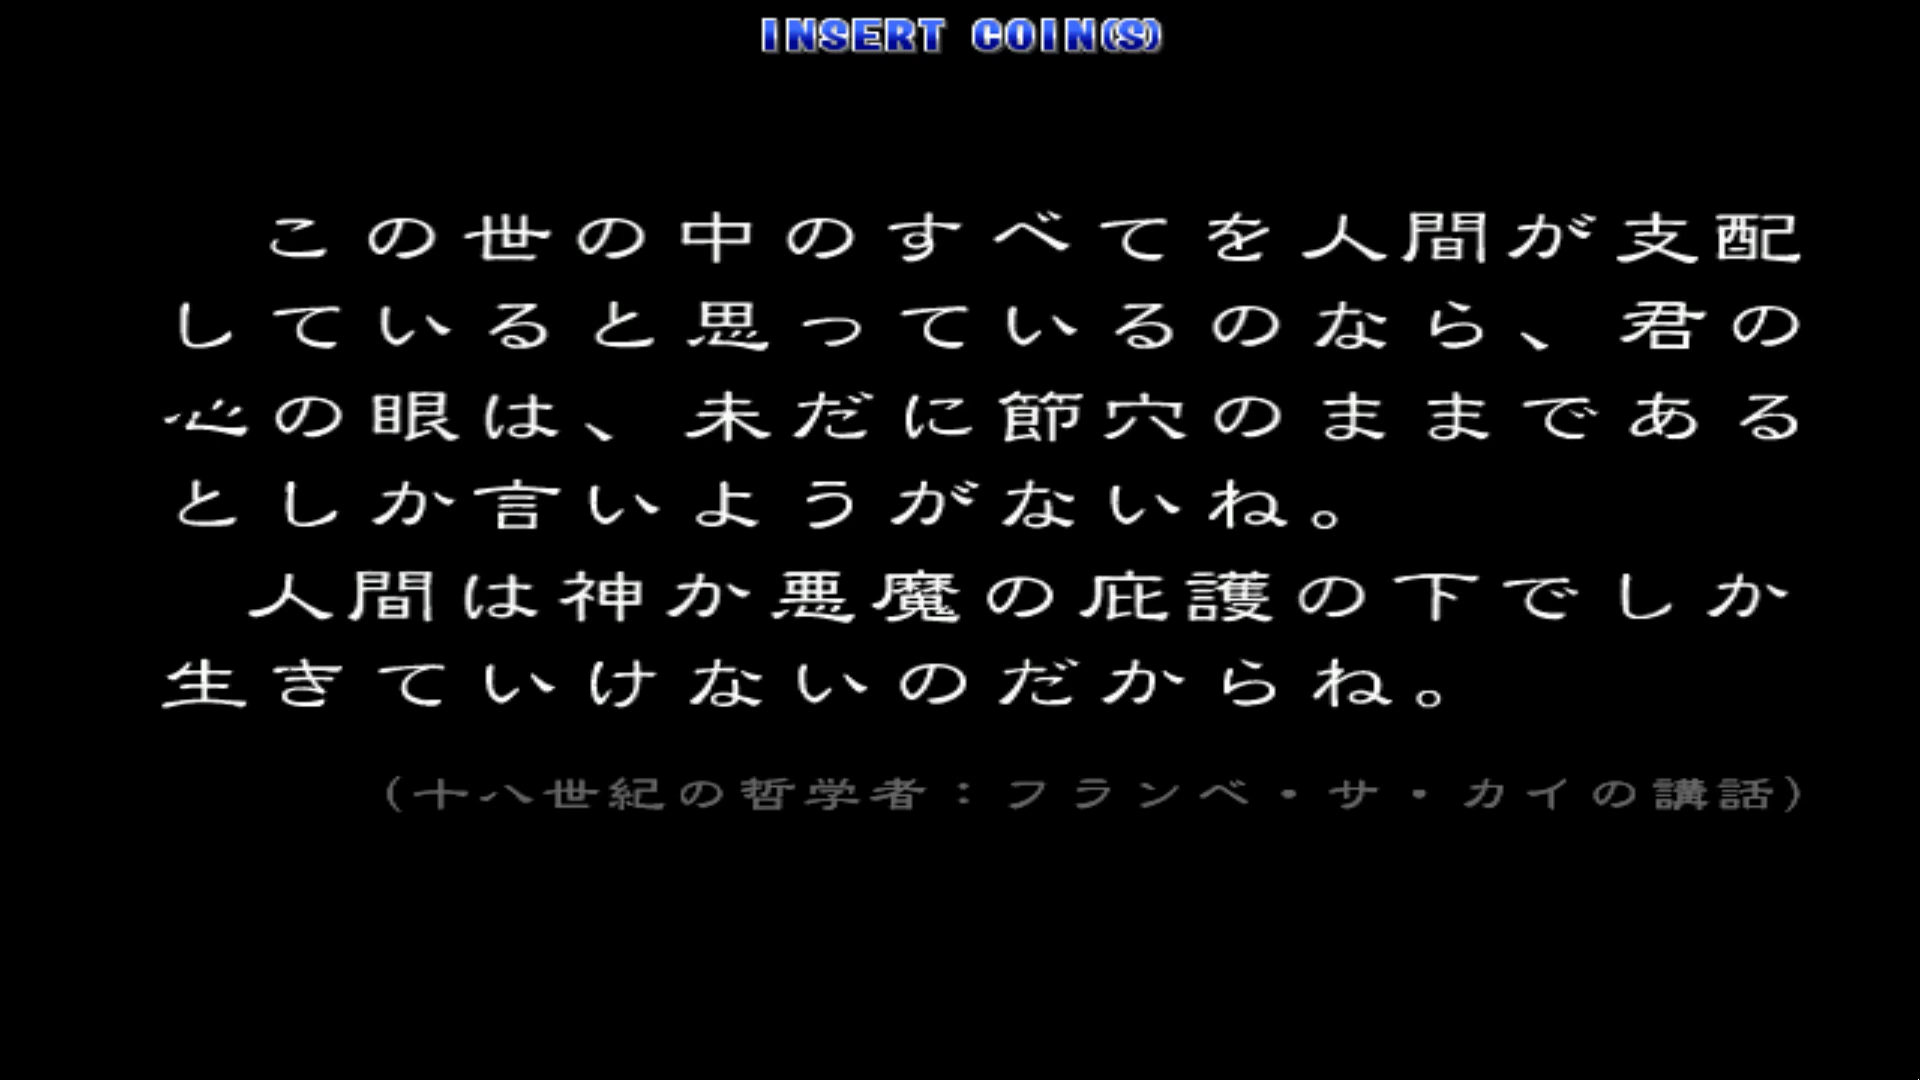 INSERT COIN(S)
この世の中のすべてを人間が支配
していると思っているのなら、君の
心の眼は、未だに節穴のままである
としか言いようがないね。
人間は神か悪魔の庇護の下でしか
生きていけないのだからね。
(十八世紀の哲学者：フランベ・サ・カイの講話)